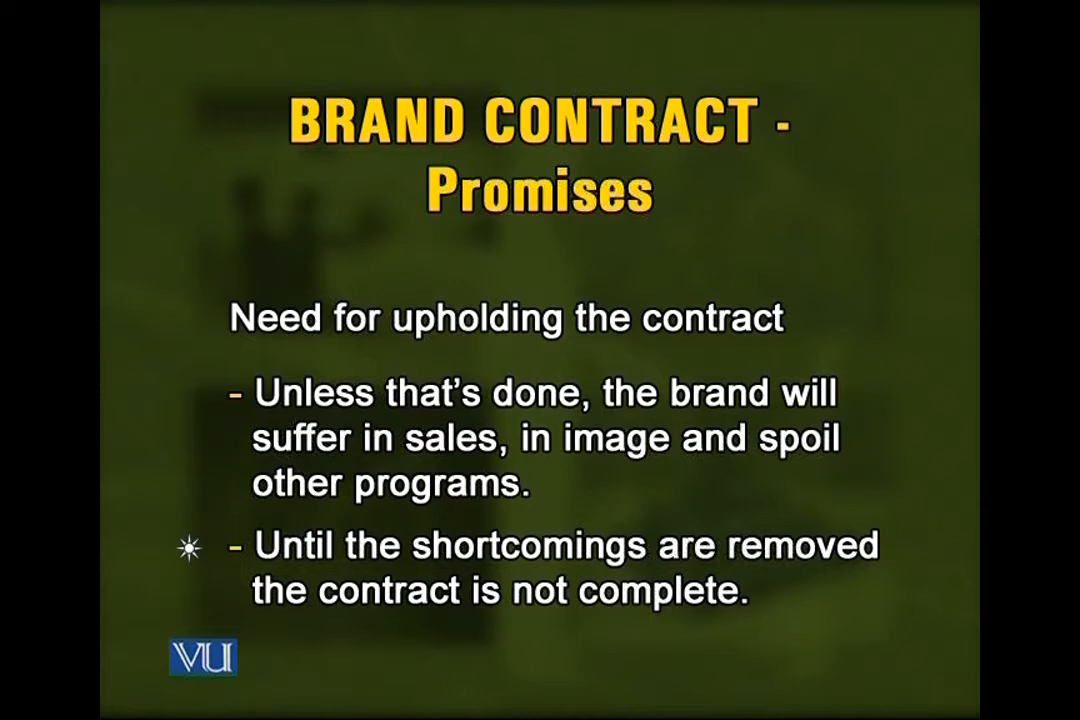 BRAND CONTRACT -
Promises
Need for upholding the contract
- Unless that's done, the brand will
suffer in sales, in image and spoil
other programs.
- Until the shortcomings are removed
the contract is not complete.
VU